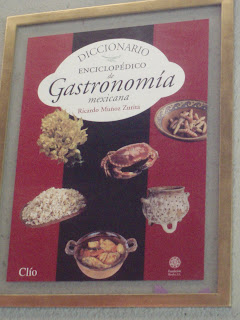 DICCIONARIO
ENCICLOPÉDICO
de
Gastronomía
mexicana
Ricardo Muñoz Zurita
Clío